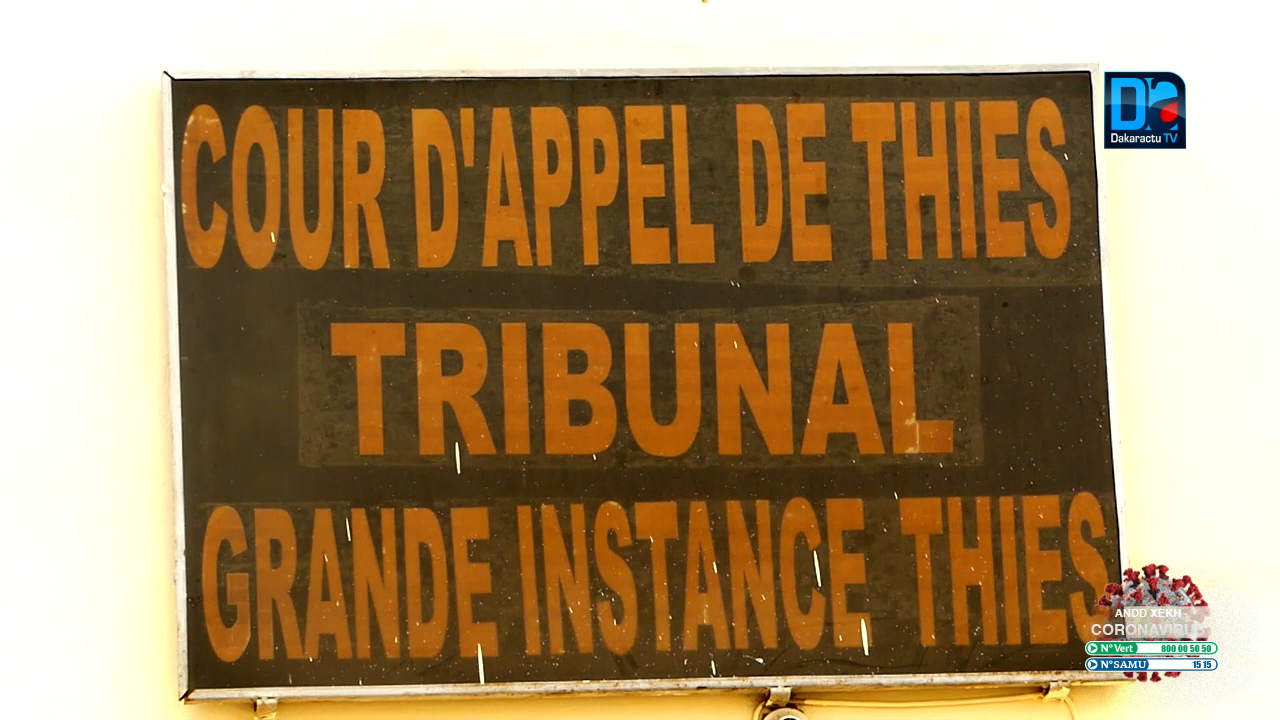 COUR D'APPEL DE THIES
TRIBUNAL
GRANDE INSTANCE THIES
Dakaractu TV
ANDD XEKH
CORONAVIRUS
N° Vert 800 00 50 50
N° SAMU 15 15